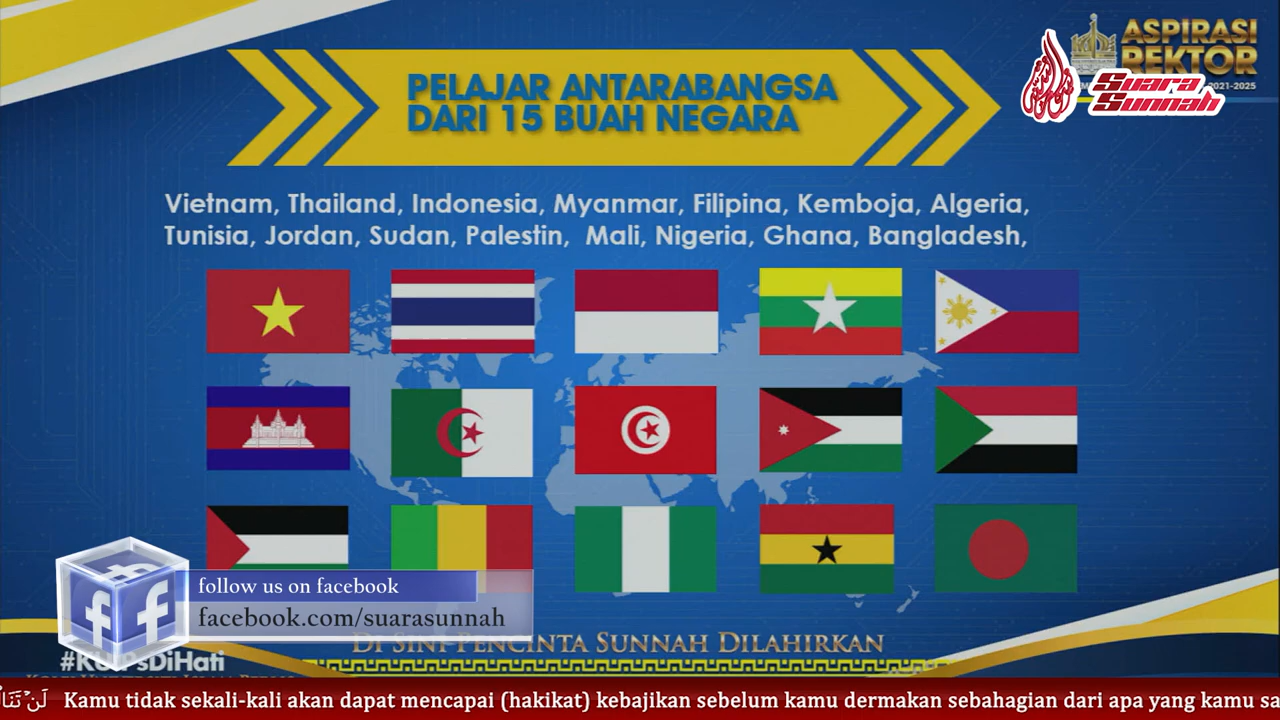 ASPIRASI
REKTOR
2021-2025
Suara
Sunnah
PELAJAR ANTARABANGSA
DARI 15 BUAH NEGARA
Vietnam, Thailand, Indonesia, Myanmar, Filipina, Kemboja, Algeria,
Tunisia, Jordan, Sudan, Palestin, Mali, Nigeria, Ghana, Bangladesh,
follow us on facebook
facebook.com/suarasunnah
DI SINI PENCINTA SUNNAH DILAHIRKAN
#KUIPsDiHati
Kamu tidak sekali-kali akan dapat mencapai (hakikat) kebajikan sebelum kamu dermakan sebahagian dari apa yang kamu sa